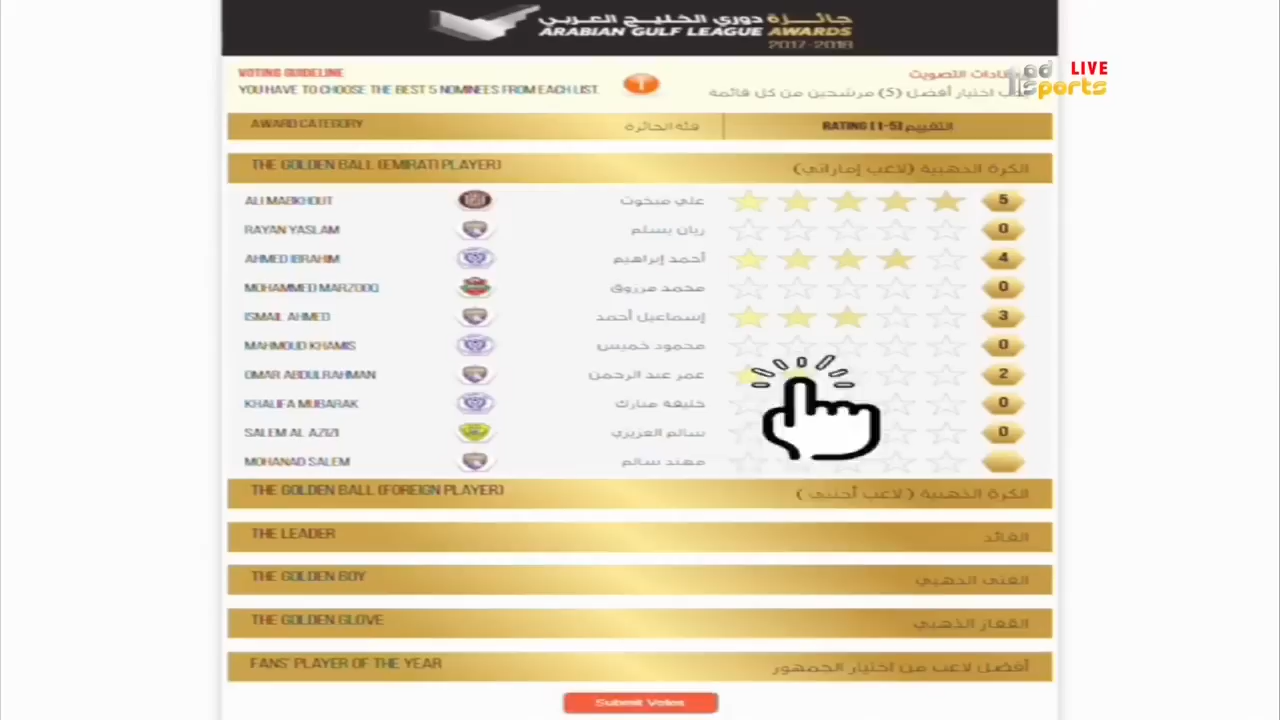 جائزة دوري الخليج العربي
ARABIAN GULF LEAGUE AWARDS
2017-2018
LIVE
ad sports 1
VOTING GUIDELINE
YOU HAVE TO CHOOSE THE BEST 5 NOMINEES FROM EACH LIST.
التصويت
اختيار أفضل (5) مرشحين من كل قائمة
AWARD CATEGORY فئة الجائزة RATING [1-5] التقييم
THE GOLDEN BALL (EMIRATI PLAYER) الكرة الذهبية (لاعب إماراتي)
ALI MABKHOUT علي مبخوت 5
RAYAN YASLAM ريان يسلم 0
AHMED IBRAHIM أحمد إبراهيم 4
MOHAMMED MARZOOQ محمد مرزوق 0
ISMAIL AHMED إسماعيل أحمد 3
MAHMOUD KHAMIS محمود خميس 0
OMAR ABDULRAHMAN عمر عبد الرحمن 2
KHALIFA MUBARAK خليفة مبارك 0
SALEM AL AZIZI سالم العزيزي 0
MOHANAD SALEM مهند سالم
THE GOLDEN BALL (FOREIGN PLAYER) الكرة الذهبية ( لاعب أجنبي )
THE LEADER القائد
THE GOLDEN BOY الفتى الذهبي
THE GOLDEN GLOVE القفاز الذهبي
FANS' PLAYER OF THE YEAR أفضل لاعب من اختيار الجمهور
Submit Votes